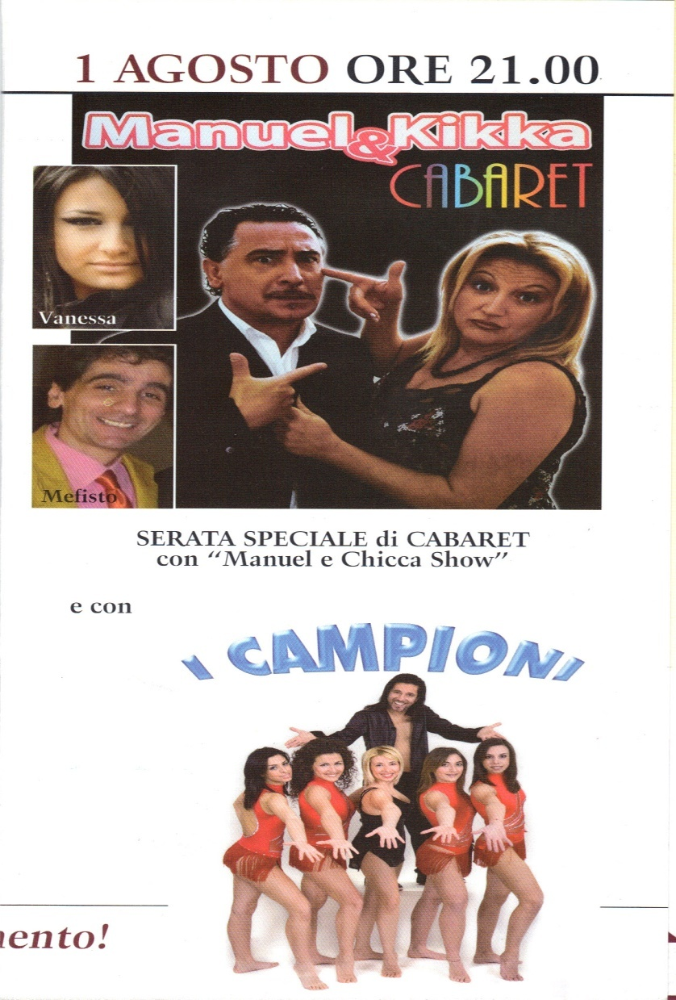 1 AGOSTO ORE 21.00
Manuel & Kikka
CABARET
Vanessa
Mefisto
SERATA SPECIALE di CABARET
con “Manuel e Chicca Show”
e con
I CAMPIONI
mento!